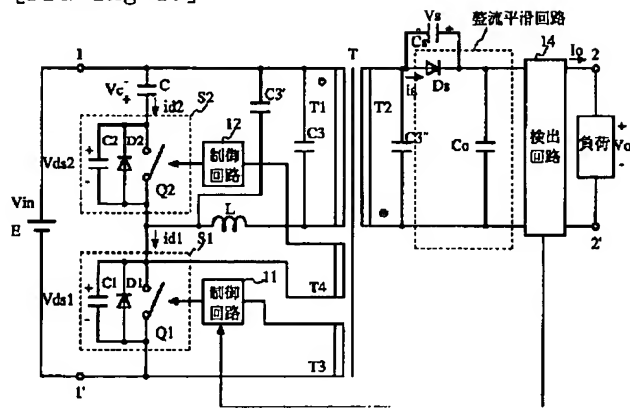 Vs
整流平滑回路
Cs
14
Io
1
T
2
Vc
C
S2
is
Ds
id2
C3'
T1
T2
12
C3
C3"
Co
検出
回路
負荷
Vo
C2
D2
制御
回路
Vds2
Q2
Vin
L
E
id1
S1
2'
11
T4
C1
D1
制御
回路
Vds1
Q1
T3
1'